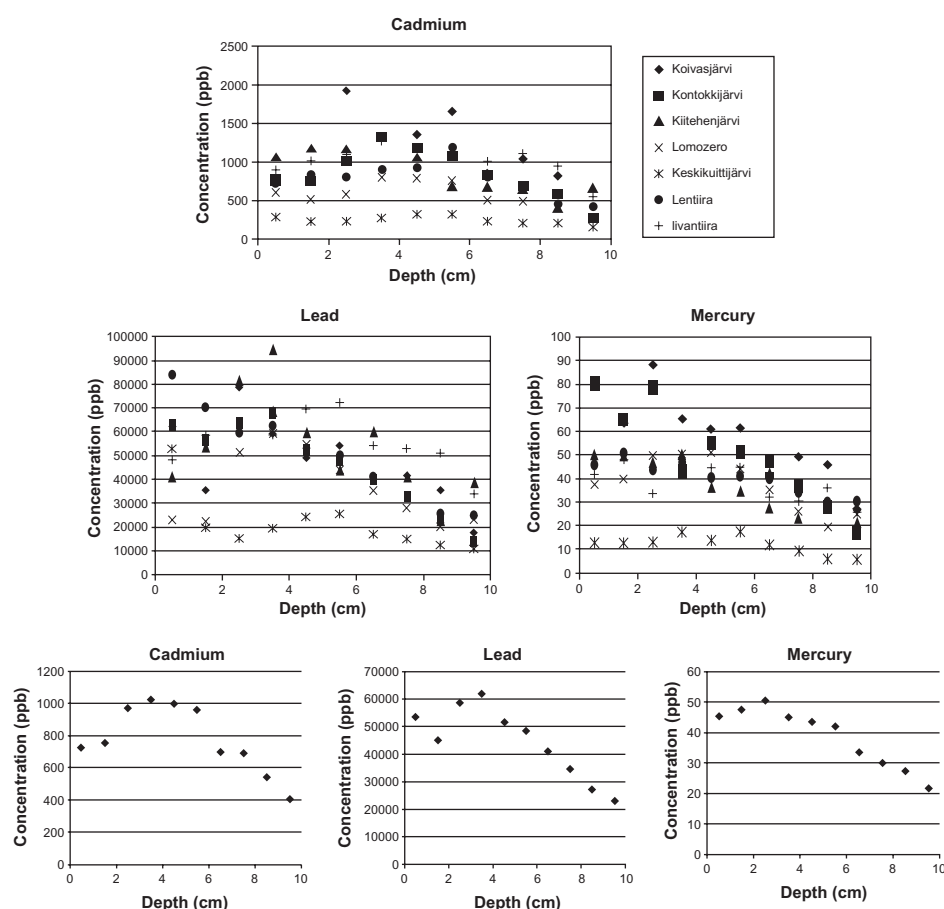 Cadmium
Concentration (ppb)
2500
2000
1500
1000
500
0
0 2 4 6 8 10
Depth (cm)
Koivasjärvi
Kontokkijärvi
Kiitehenjärvi
Lomozero
Keskikuittijärvi
Lentiira
Iivantiira
Lead
Concentration (ppb)
100000
90000
80000
70000
60000
50000
40000
30000
20000
10000
0
0 2 4 6 8 10
Depth (cm)
Mercury
Concentration (ppb)
100
90
80
70
60
50
40
30
20
10
0
0 2 4 6 8 10
Depth (cm)
Cadmium
Concentration (ppb)
1200
1000
800
600
400
200
0
0 2 4 6 8 10
Depth (cm)
Lead
Concentration (ppb)
70000
60000
50000
40000
30000
20000
10000
0
0 2 4 6 8 10
Depth (cm)
Mercury
Concentration (ppb)
60
50
40
30
20
10
0
0 2 4 6 8 10
Depth (cm)